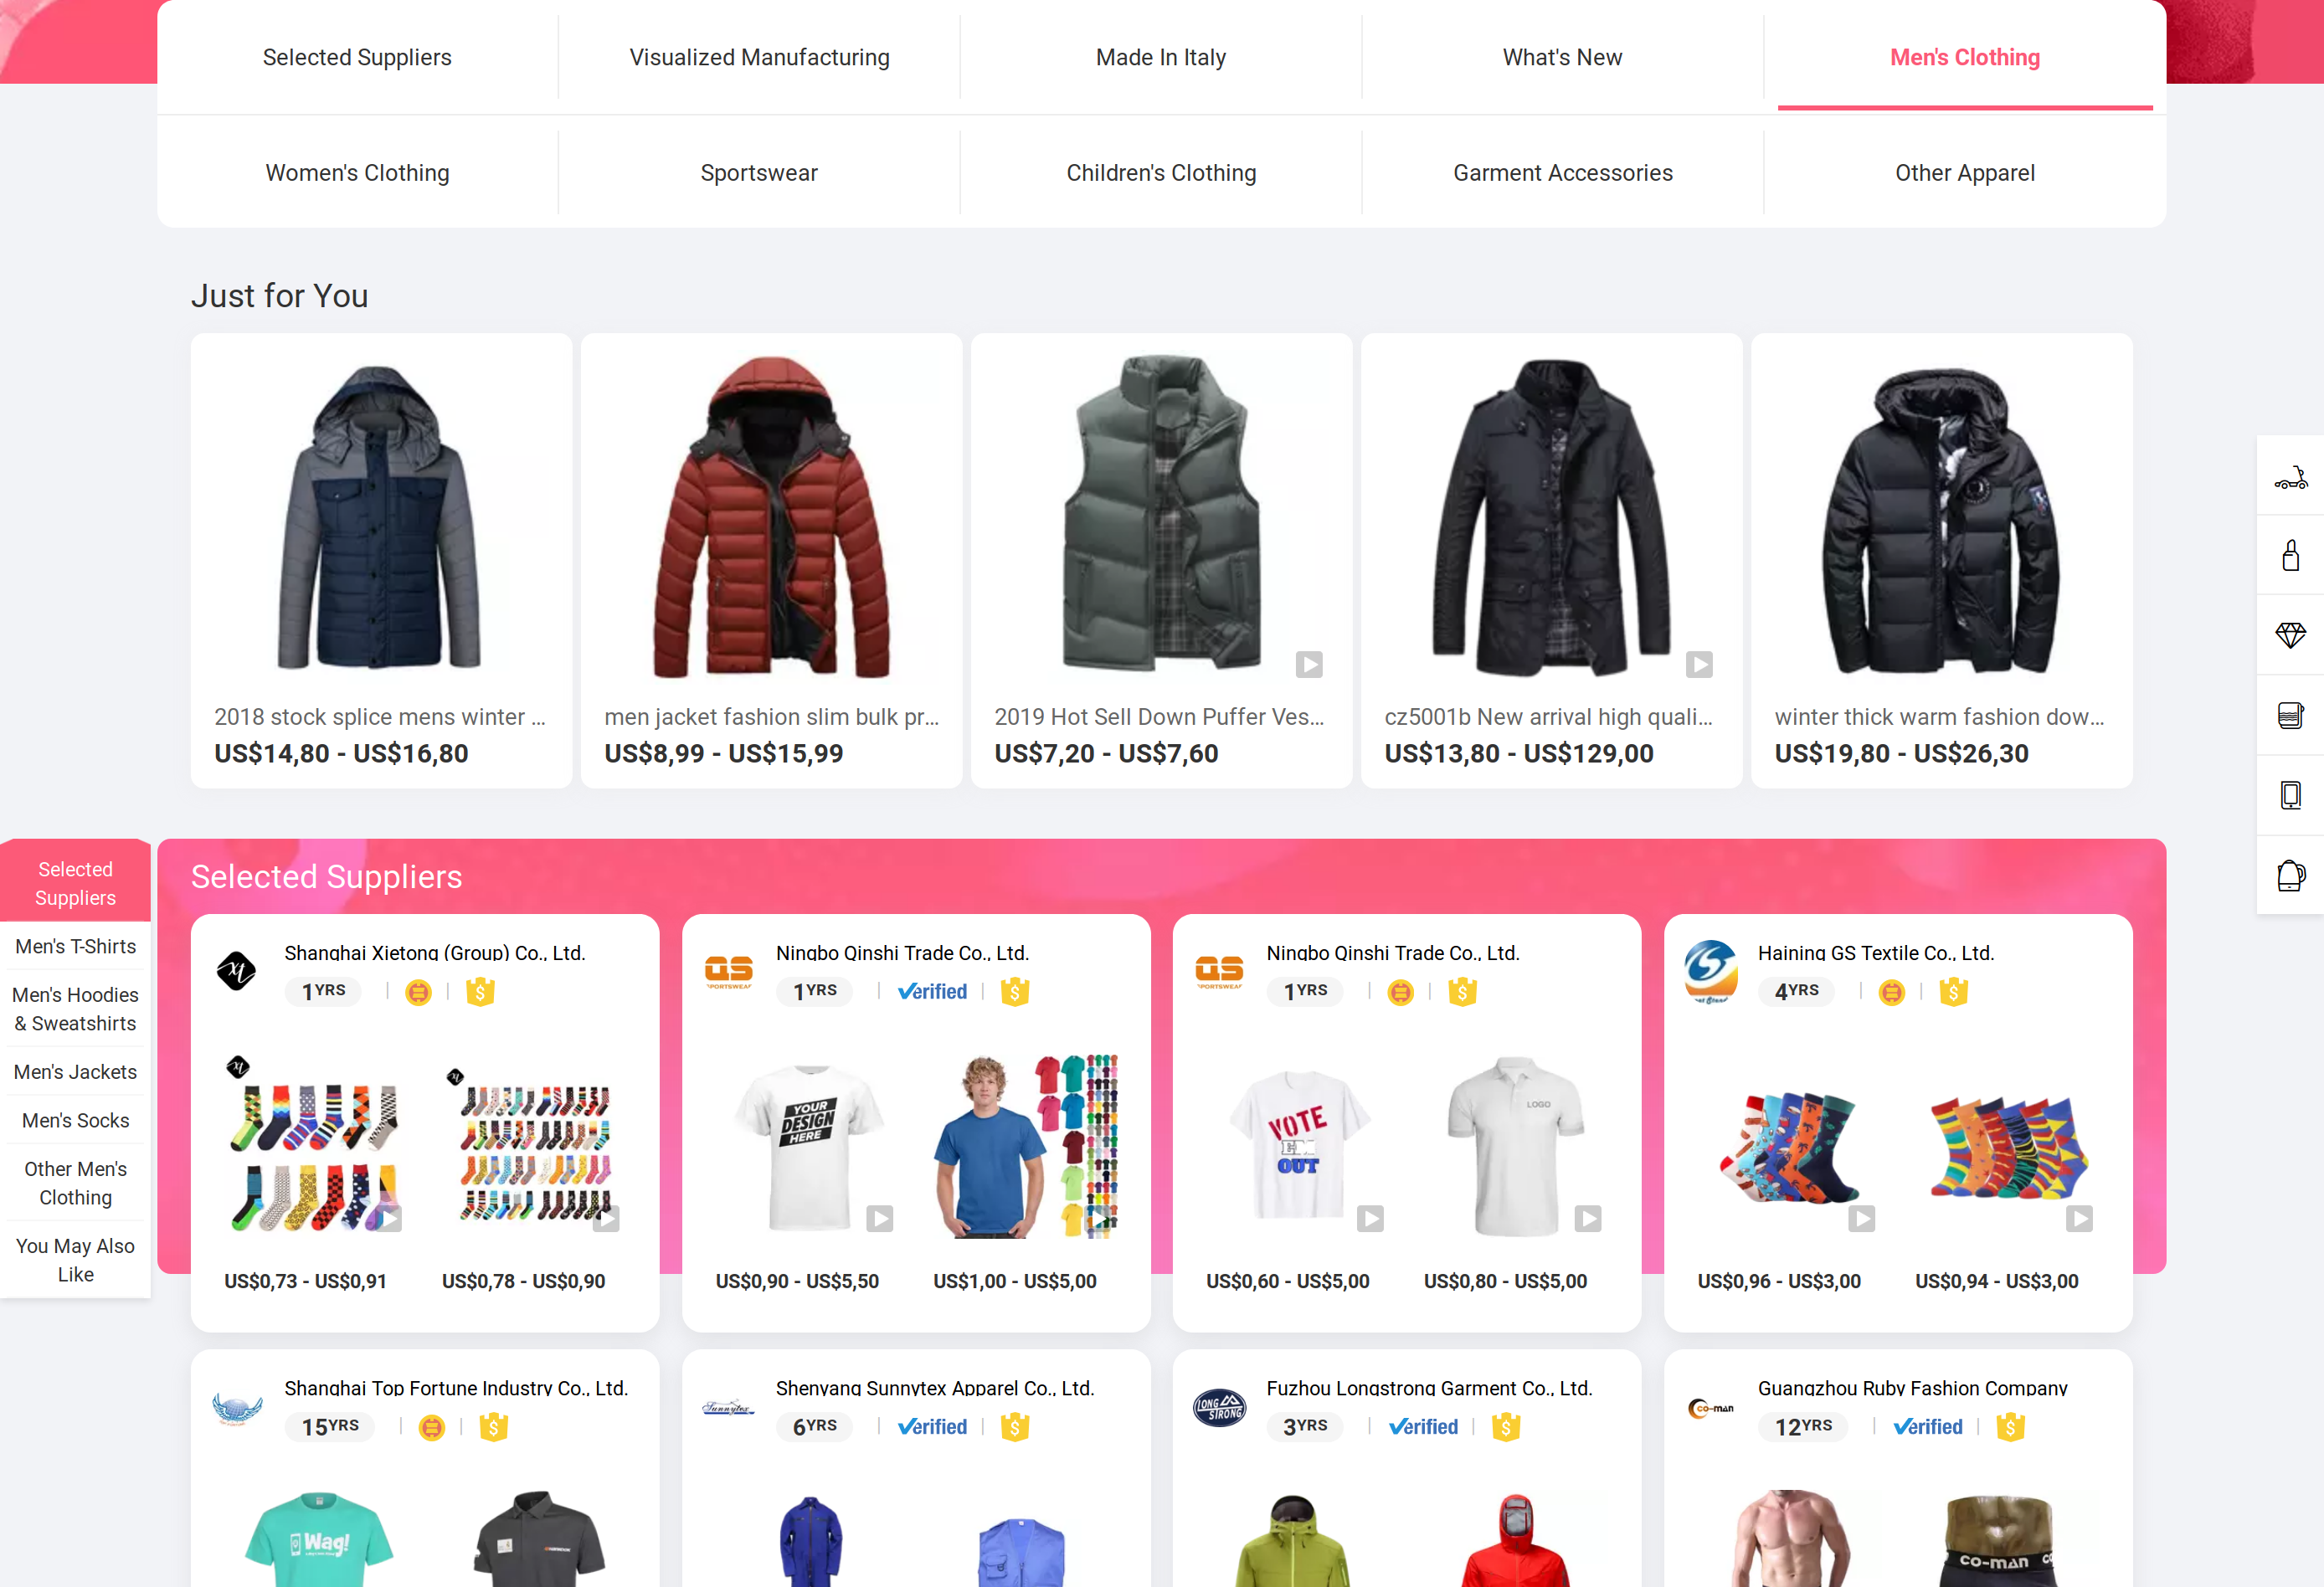 Selected Suppliers
Visualized Manufacturing
Made In Italy
What's New
Men's Clothing
Women's Clothing
Sportswear
Children's Clothing
Garment Accessories
Other Apparel
Just for You
2018 stock splice mens winter ...
US$14,80 - US$16,80
men jacket fashion slim bulk pr...
US$8,99 - US$15,99
2019 Hot Sell Down Puffer Ves...
US$7,20 - US$7,60
cz5001b New arrival high quali...
US$13,80 - US$129,00
winter thick warm fashion dow...
US$19,80 - US$26,30
Selected
Suppliers
Men's T-Shirts
Men's Hoodies
& Sweatshirts
Men's Jackets
Men's Socks
Other Men's
Clothing
You May Also
Like
Selected Suppliers
Shanghai Xietong (Group) Co., Ltd.
1YRS
US$0,73 - US$0,91
US$0,78 - US$0,90
QS
SPORTSWEAR
Ningbo Qinshi Trade Co., Ltd.
1YRS
Verified
YOUR
DESIGN
HERE
US$0,90 - US$5,50
US$1,00 - US$5,00
QS
SPORTSWEAR
Ningbo Qinshi Trade Co., Ltd.
1YRS
VOTE
EM
OUT
LOGO
US$0,60 - US$5,00
US$0,80 - US$5,00
Haining GS Textile Co., Ltd.
4YRS
US$0,96 - US$3,00
US$0,94 - US$3,00
Shanghai Top Fortune Industry Co., Ltd.
15YRS
Wag!
Sunnytex
Shenyang Sunnytex Apparel Co., Ltd.
6YRS
Verified
LONG
STRONG
Fuzhou Longstrong Garment Co., Ltd.
3YRS
Verified
CO-MAN
Guangzhou Ruby Fashion Company
12YRS
Verified
CO-MAN